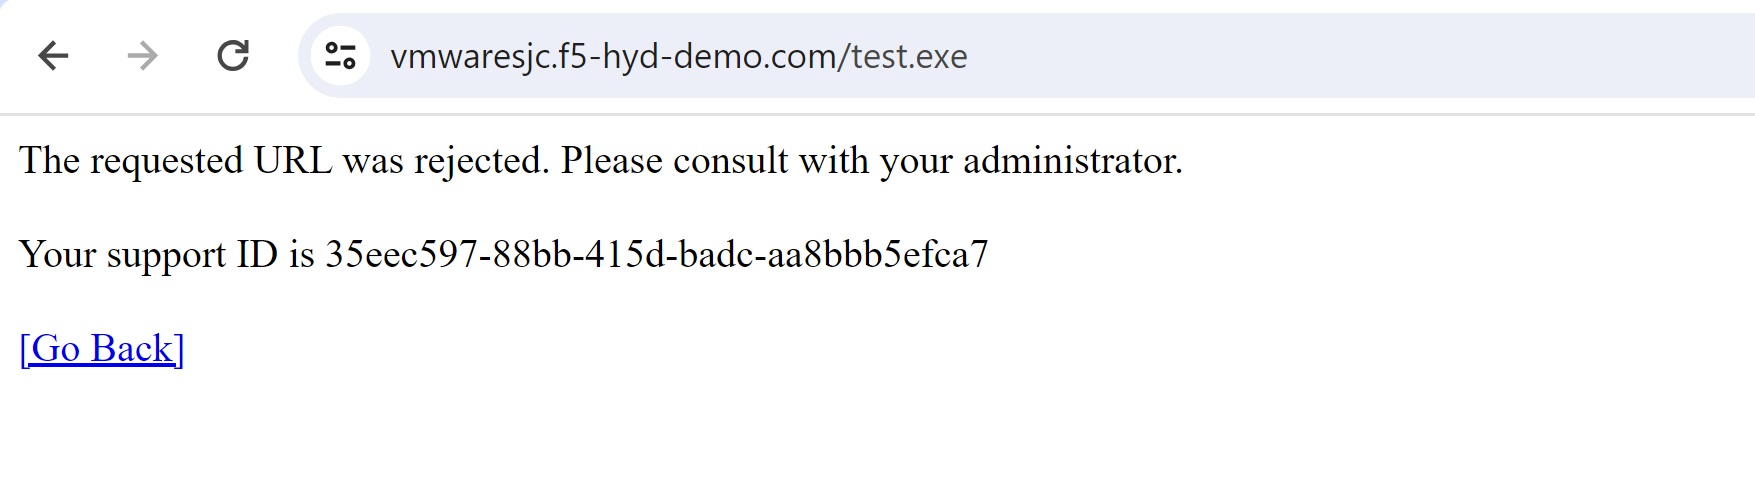 vmwaresjc.f5-hyd-demo.com/test.exe
The requested URL was rejected. Please consult with your administrator.
Your support ID is 35eec597-88bb-415d-badc-aa8bbb5efca7
[Go Back]